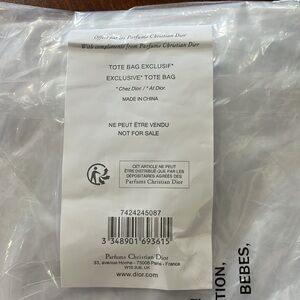 Offert par les Parfums Christian Dior
With compliments from Parfums Christian Dior
TOTE BAG EXCLUSIF*
EXCLUSIVE* TOTE BAG
* Chez Dior / * At Dior.
MADE IN CHINA
NE PEUT ÊTRE VENDU
NOT FOR SALE
CET ARTICLE NE PEUT
ÊTRE DISTRIBUÉ QUE PAR LES
DÉPOSITAIRES AGRÉÉS DES
Parfums Christian Dior
7424245087
3 348901 693615
Parfums Christian Dior
33, avenue Hoche - 75008 Paris - France
W1S 2JE, UK
www.dior.com
TION,
BEBES,